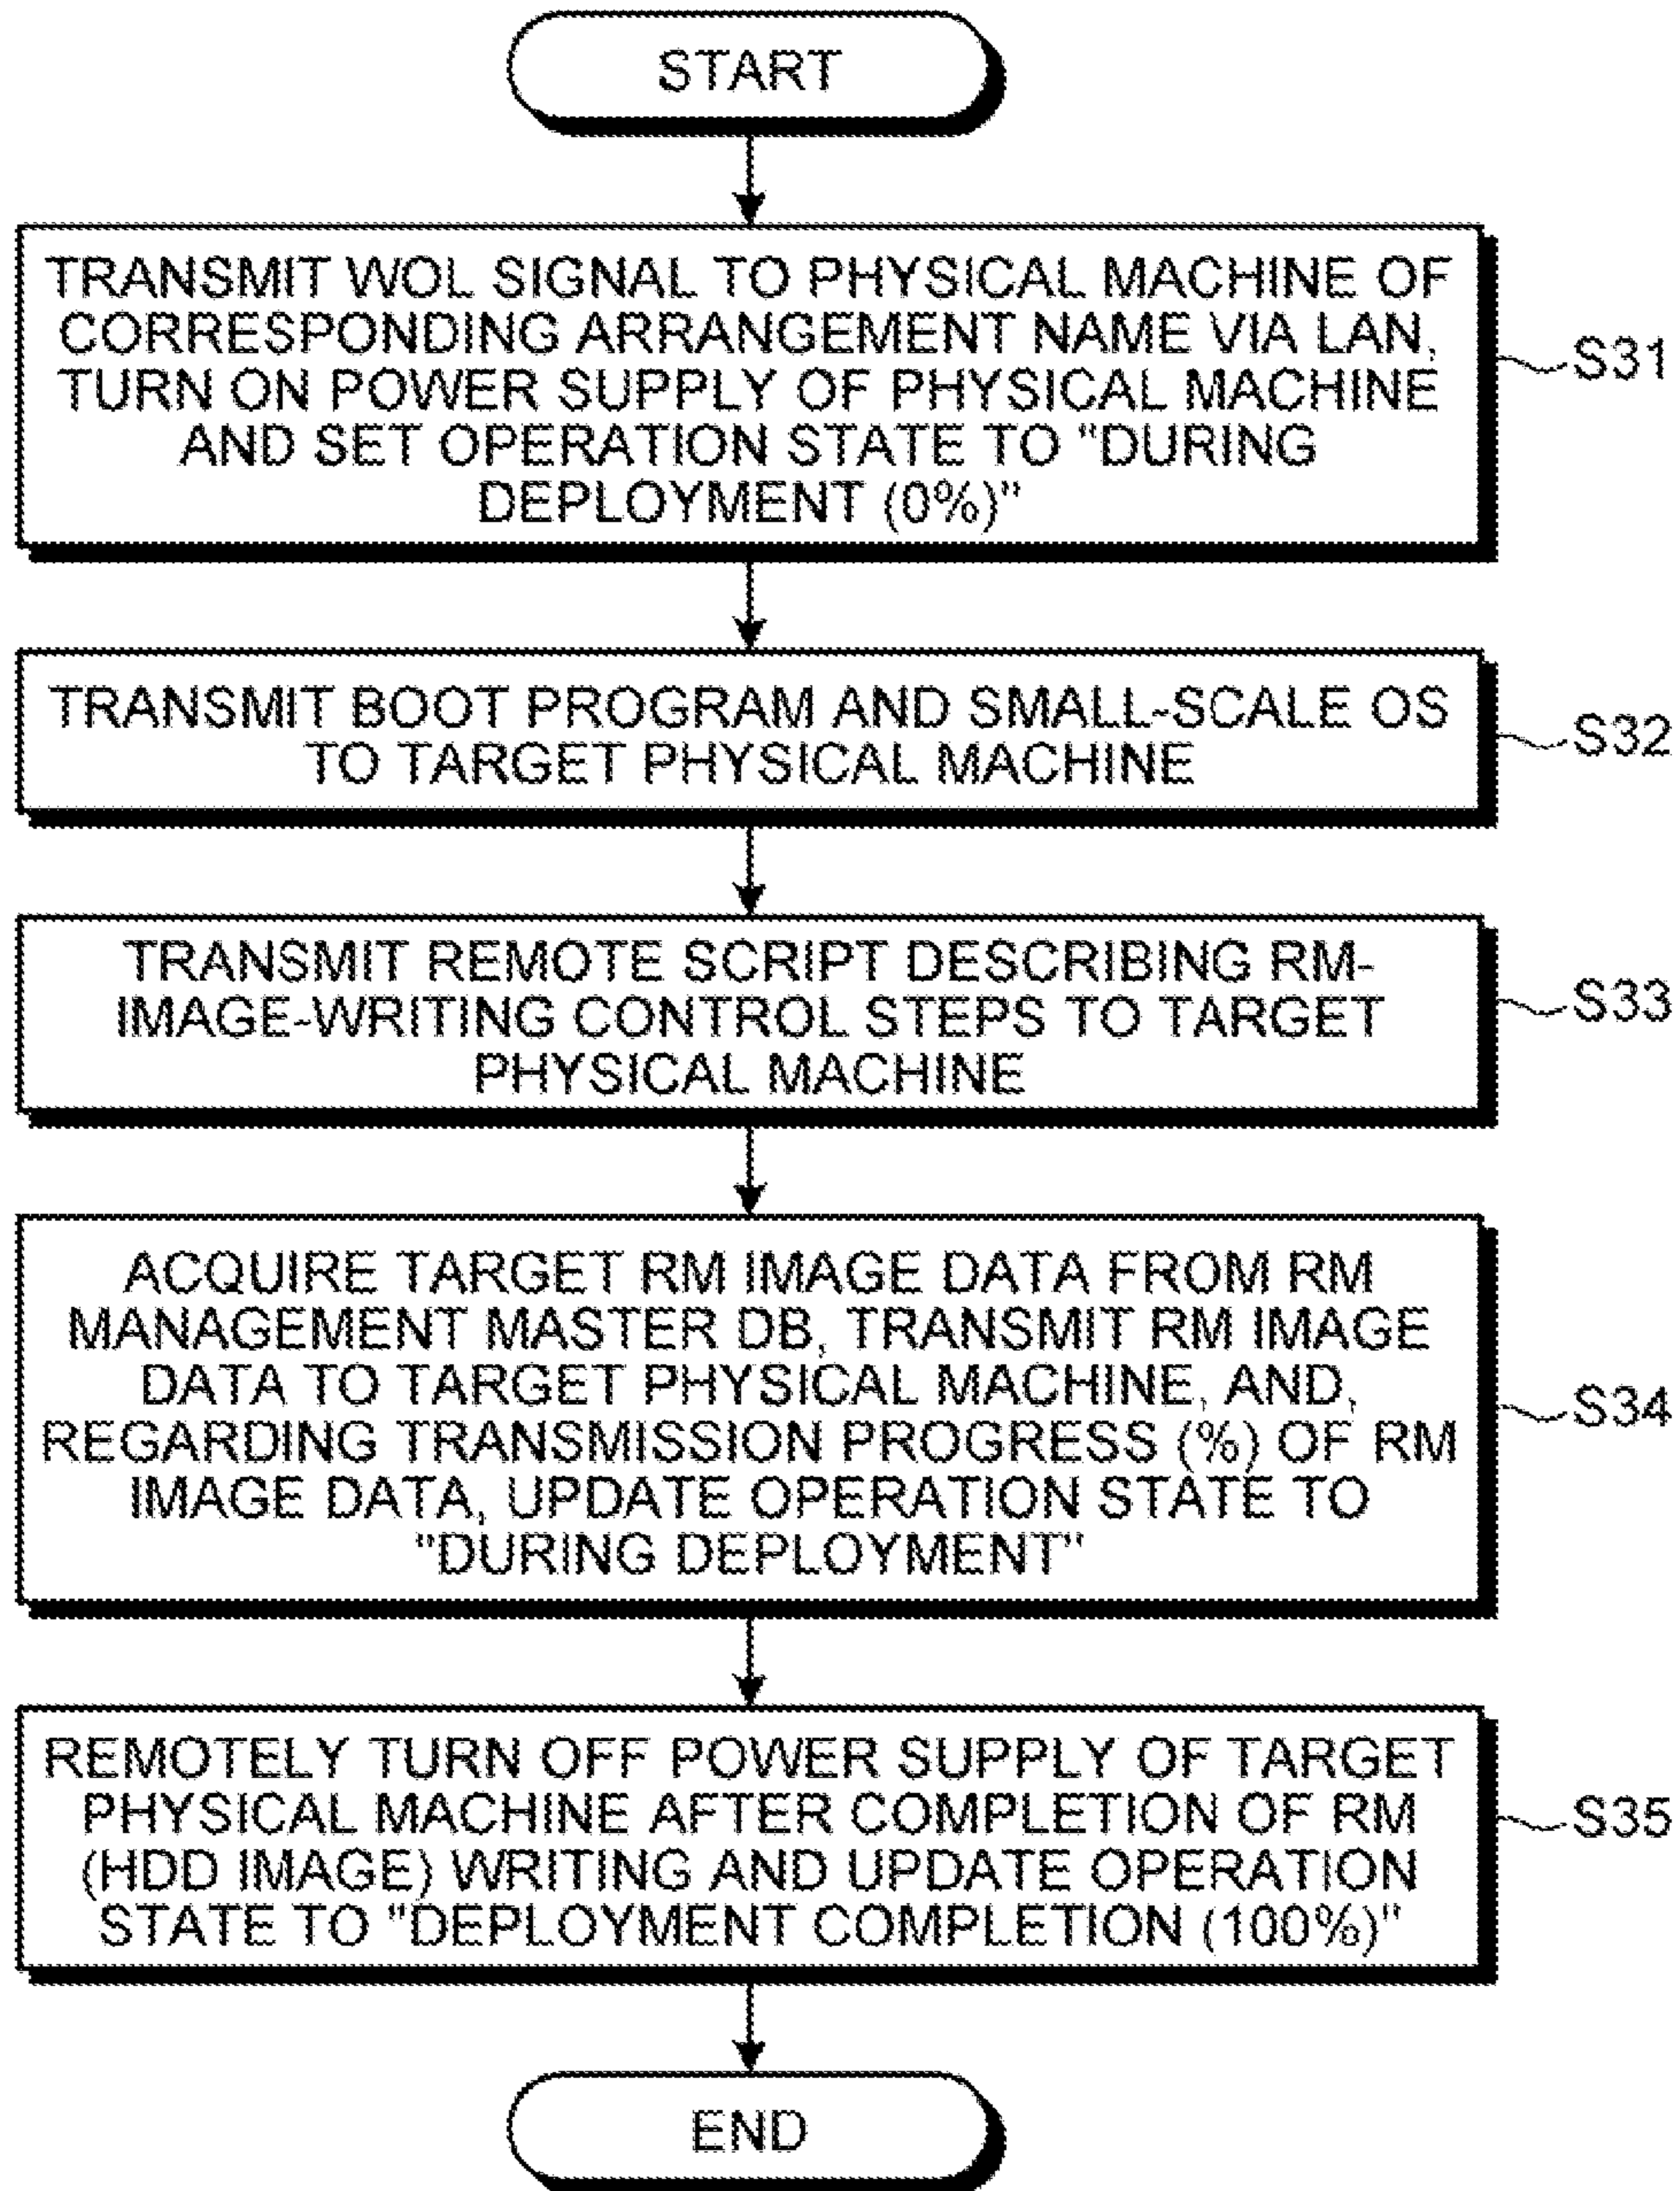 START
TRANSMIT WOL SIGNAL TO PHYSICAL MACHINE OF
CORRESPONDING ARRANGEMENT NAME VIA LAN,
TURN ON POWER SUPPLY OF PHYSICAL MACHINE
AND SET OPERATION STATE TO "DURING
DEPLOYMENT (0%)"
S31
TRANSMIT BOOT PROGRAM AND SMALL-SCALE OS
TO TARGET PHYSICAL MACHINE
S32
TRANSMIT REMOTE SCRIPT DESCRIBING RM-
IMAGE-WRITING CONTROL STEPS TO TARGET
PHYSICAL MACHINE
S33
ACQUIRE TARGET RM IMAGE DATA FROM RM
MANAGEMENT MASTER DB, TRANSMIT RM IMAGE
DATA TO TARGET PHYSICAL MACHINE, AND,
REGARDING TRANSMISSION PROGRESS (%) OF RM
IMAGE DATA, UPDATE OPERATION STATE TO
"DURING DEPLOYMENT"
S34
REMOTELY TURN OFF POWER SUPPLY OF TARGET
PHYSICAL MACHINE AFTER COMPLETION OF RM
(HDD IMAGE) WRITING AND UPDATE OPERATION
STATE TO "DEPLOYMENT COMPLETION (100%)"
S35
END